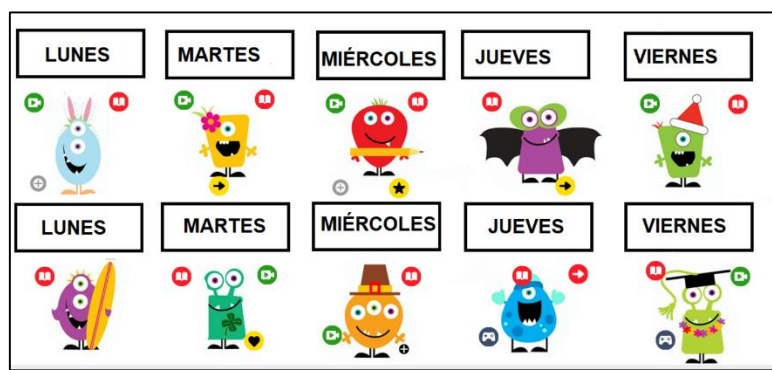 LUNES
MARTES
MIÉRCOLES
JUEVES
VIERNES
LUNES
MARTES
MIÉRCOLES
JUEVES
VIERNES